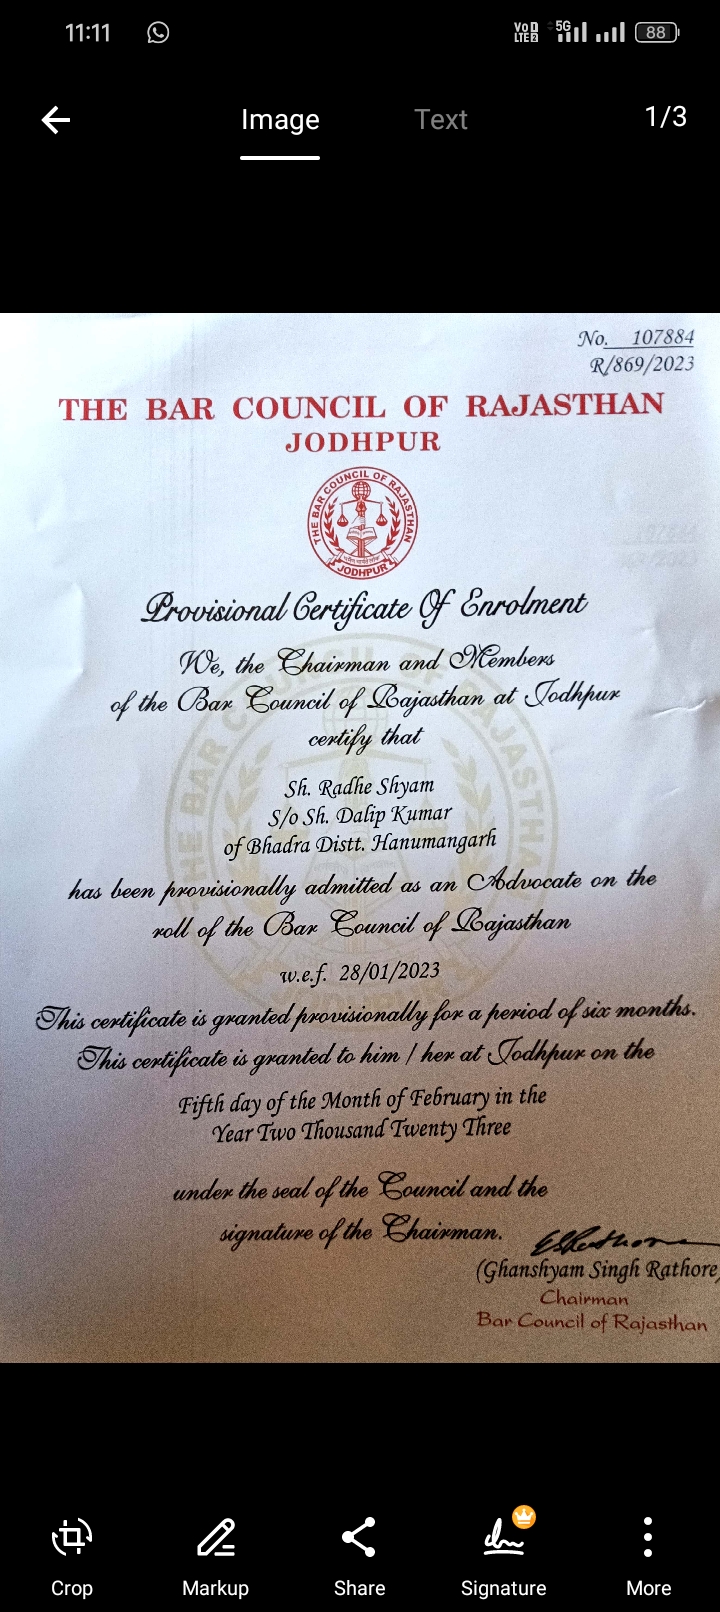 11:11
VoD LTE2 5G 88
Image Text 1/3
No. 107884
R/869/2023
THE BAR COUNCIL OF RAJASTHAN
JODHPUR
THE BAR COUNCIL OF RAJASTHAN
JODHPUR
Provisional Certificate Of Enrolment
We, the Chairman and Members
of the Bar Council of Rajasthan at Jodhpur
certify that
Sh. Radhe Shyam
S/o Sh. Dalip Kumar
of Bhadra Distt. Hanumangarh
has been provisionally admitted as an Advocate on the
roll of the Bar Council of Rajasthan
w.e.f. 28/01/2023
This certificate is granted provisionally for a period of six months.
This certificate is granted to him / her at Jodhpur on the
Fifth day of the Month of February in the
Year Two Thousand Twenty Three
under the seal of the Council and the
signature of the Chairman.
(Ghanshyam Singh Rathore)
Chairman
Bar Council of Rajasthan
Crop Markup Share Signature More